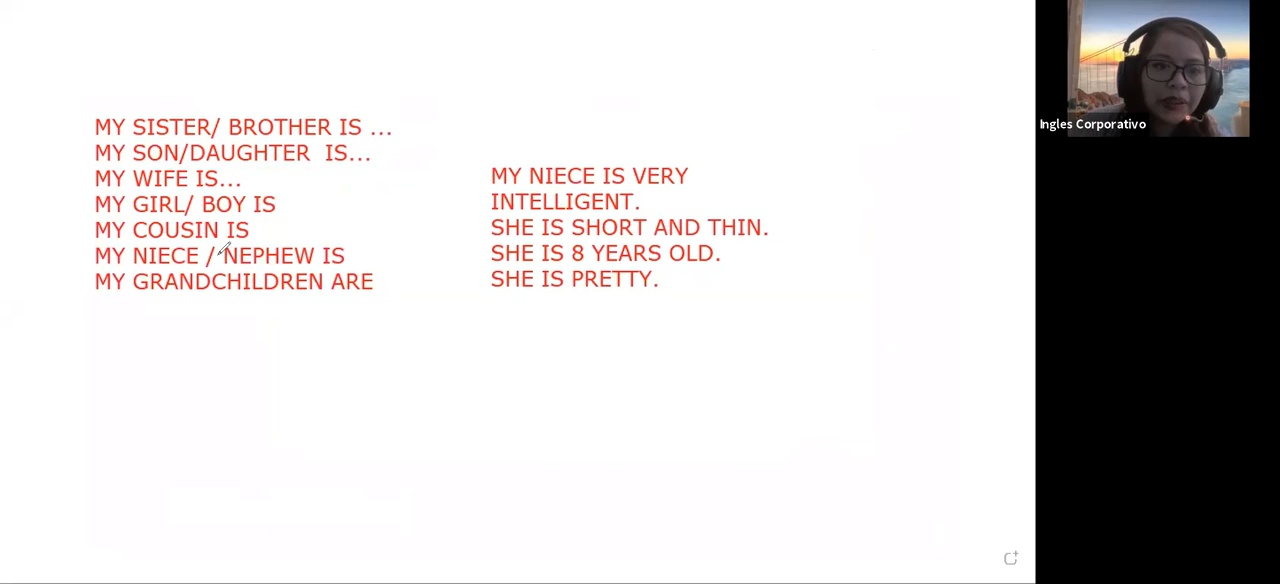 MY SISTER/ BROTHER IS ...
MY SON/DAUGHTER  IS...
MY WIFE IS...
MY GIRL/ BOY IS
MY COUSIN IS
MY NIECE / NEPHEW IS
MY GRANDCHILDREN ARE
MY NIECE IS VERY
INTELLIGENT.
SHE IS SHORT AND THIN.
SHE IS 8 YEARS OLD.
SHE IS PRETTY.
Ingles Corporativo